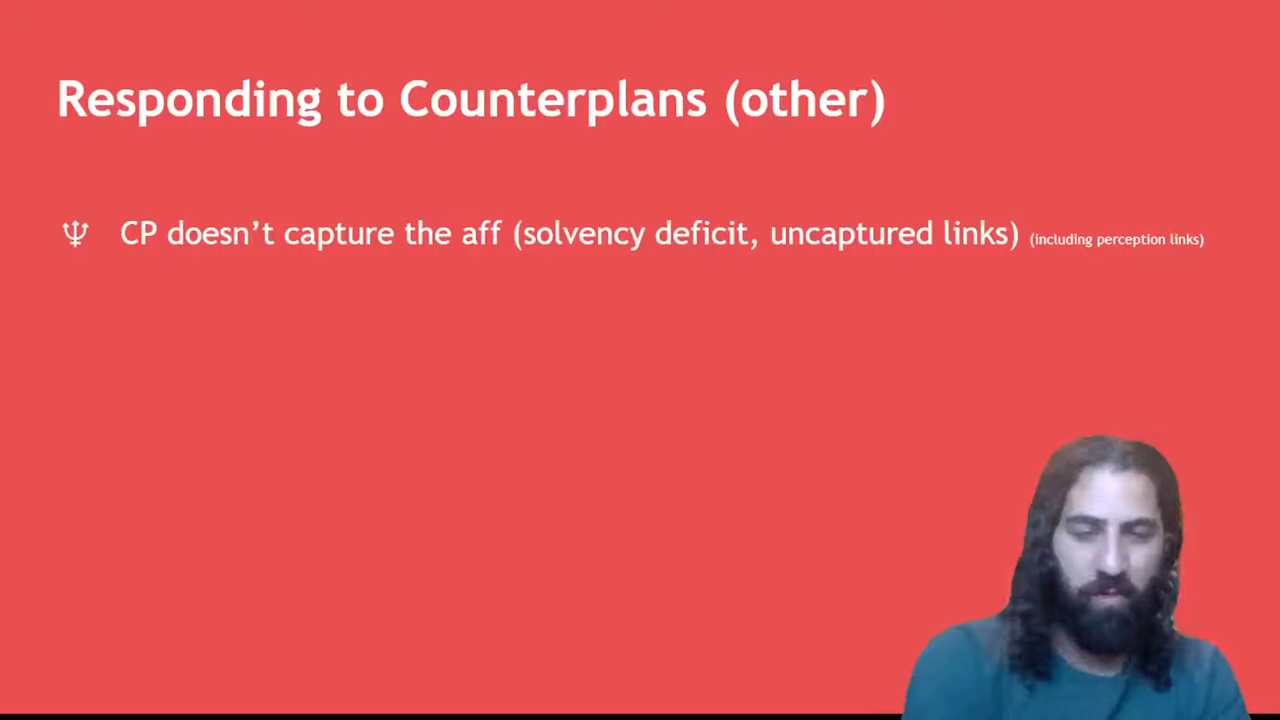 Responding to Counterplans (other)
CP doesn’t capture the aff (solvency deficit, uncaptured links) (including perception links)